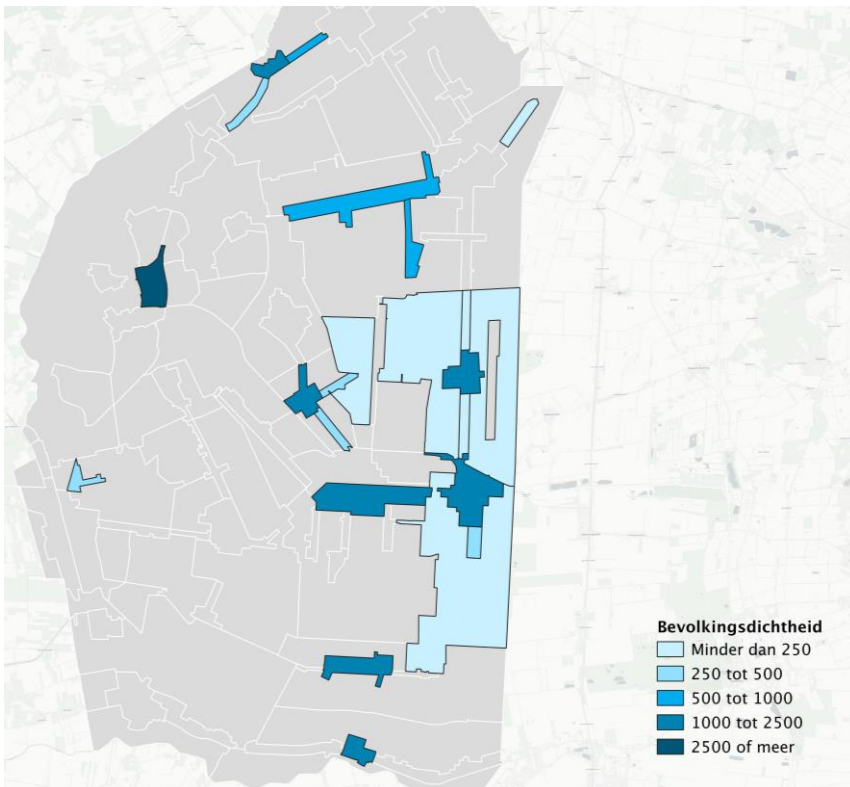 Bevolkingsdichtheid
Minder dan 250
250 tot 500
500 tot 1000
1000 tot 2500
2500 of meer